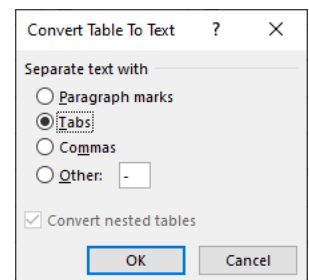 Convert Table To Text ? ×
Separate text with
Paragraph marks
Tabs
Commas
Other: -
Convert nested tables
OK Cancel